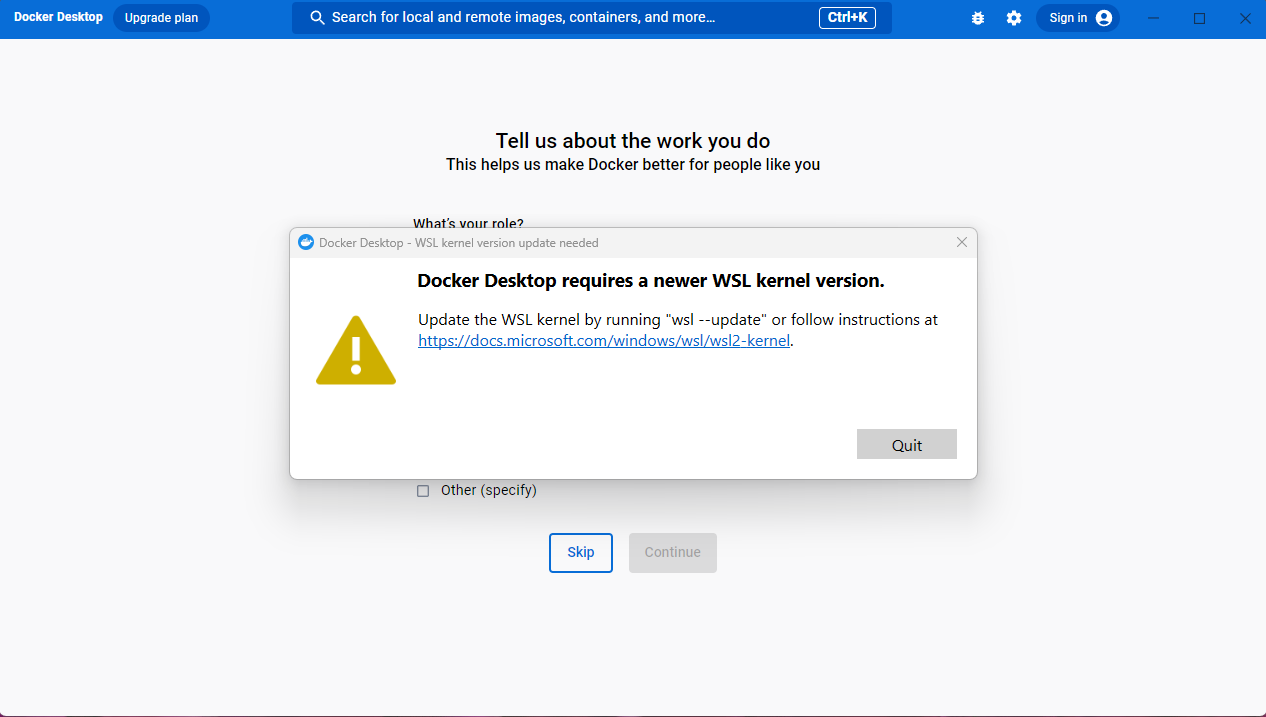 Docker Desktop Upgrade plan Search for local and remote images, containers, and more... Ctrl+K Sign in
Tell us about the work you do
This helps us make Docker better for people like you
What's your role?
Docker Desktop - WSL kernel version update needed
Docker Desktop requires a newer WSL kernel version.
Update the WSL kernel by running "wsl --update" or follow instructions at
https://docs.microsoft.com/windows/wsl/wsl2-kernel.
Quit
Other (specify)
Skip Continue